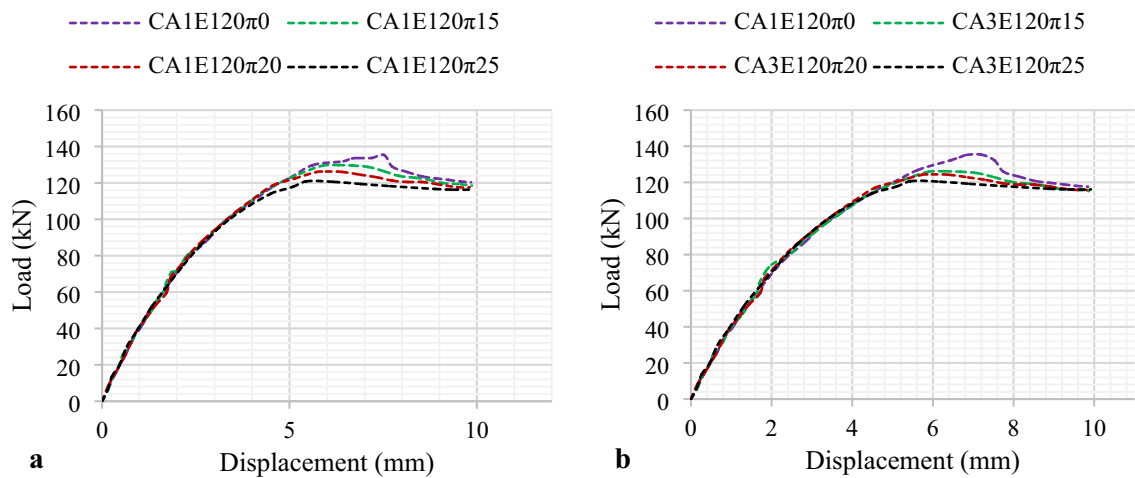 CA1E120π0 CA1E120π15
CA1E120π20 CA1E120π25
160
140
120
100
80
60
40
20
0
Load (kN)
0 5 10
Displacement (mm)
a
CA1E120π0 CA3E120π15
CA3E120π20 CA3E120π25
160
140
120
100
80
60
40
20
0
Load (kN)
0 2 4 6 8 10
Displacement (mm)
b